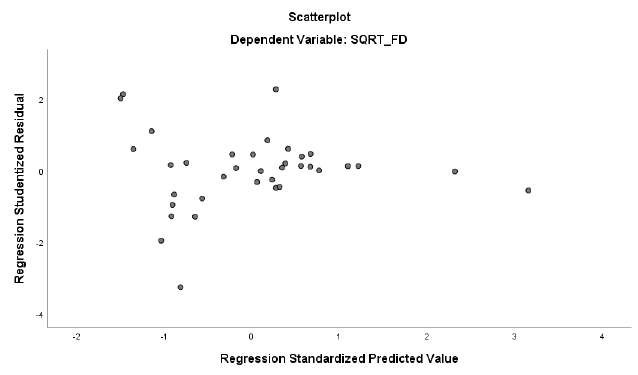 Scatterplot
Dependent Variable: SQRT_FD
Regression Studentized Residual
2
0
-2
-4
-2 -1 0 1 2 3 4
Regression Standardized Predicted Value